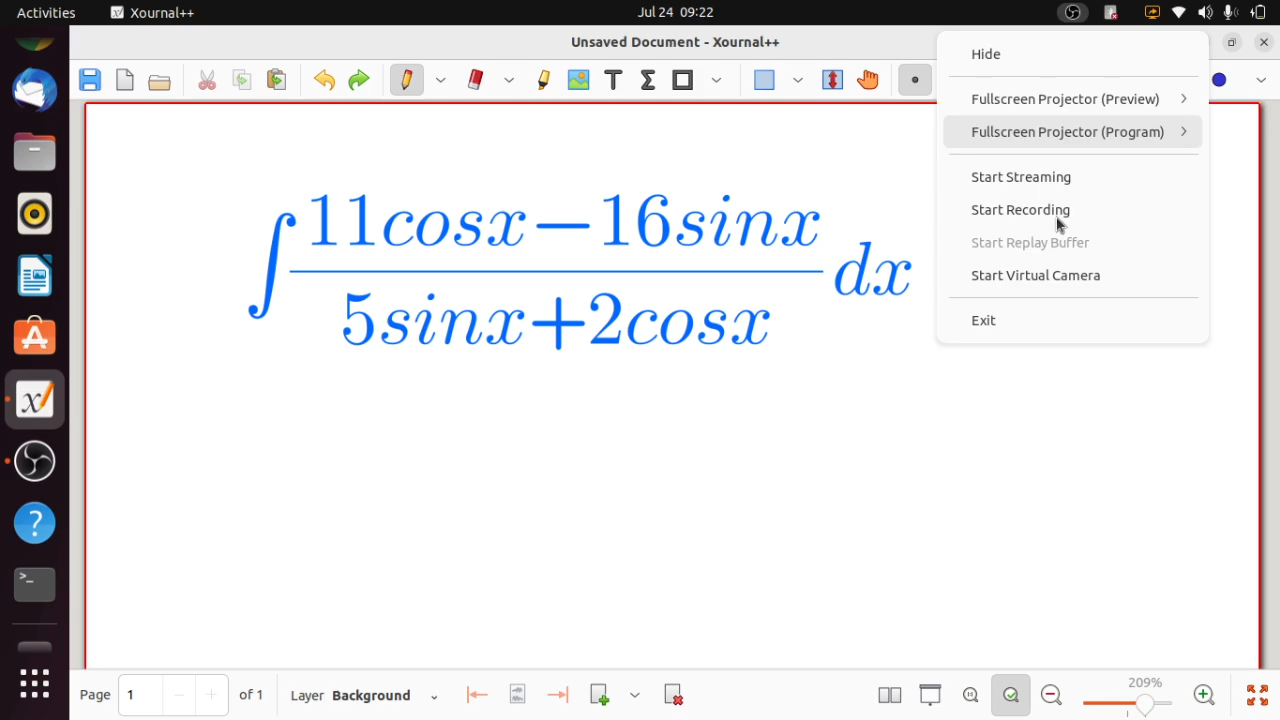 Activities Xournal++ Jul 24 09:22
Unsaved Document - Xournal++
Hide
Fullscreen Projector (Preview)
Fullscreen Projector (Program)
Start Streaming
Start Recording
Start Replay Buffer
Start Virtual Camera
Exit
∫ 11cosx−16sinx
5sinx+2cosx dx
Page 1 of 1 Layer Background 209%